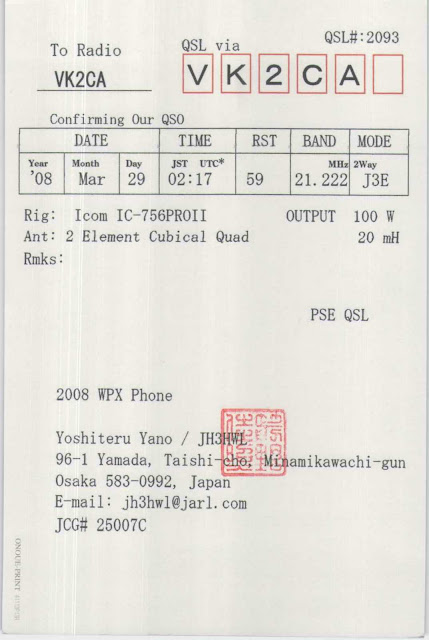 QSL#:2093
To Radio
QSL via
VK2CA
V K 2 C A
Confirming Our QSO
DATE TIME RST BAND MODE
Year Month Day JST UTC* MHz 2Way
'08 Mar 29 02:17 59 21.222 J3E
Rig: Icom IC-756PROII OUTPUT 100 W
Ant: 2 Element Cubical Quad 20 mH
Rmks:
PSE QSL
2008 WPX Phone
Yoshiteru Yano / JH3HWL
96-1 Yamada, Taishi-cho, Minamikawachi-gun
Osaka 583-0992, Japan
E-mail: jh3hwl@jarl.com
JCG# 25007C
ONOUE-PRINT